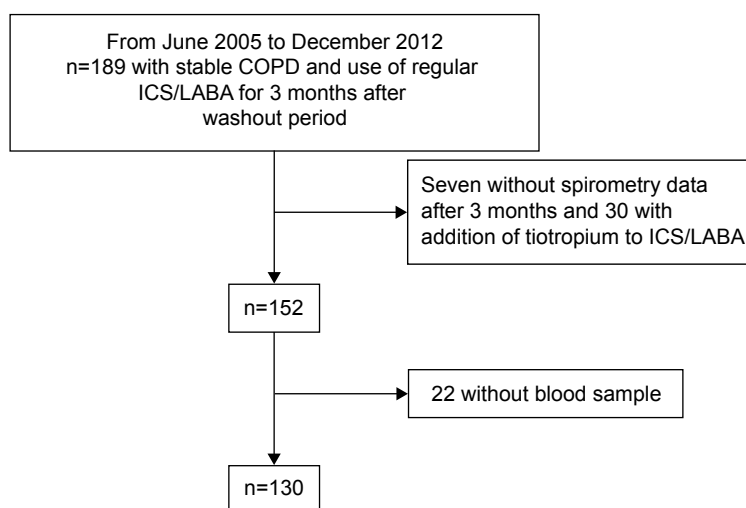 From June 2005 to December 2012
n=189 with stable COPD and use of regular
ICS/LABA for 3 months after
washout period
Seven without spirometry data
after 3 months and 30 with
addition of tiotropium to ICS/LABA
n=152
22 without blood sample
n=130